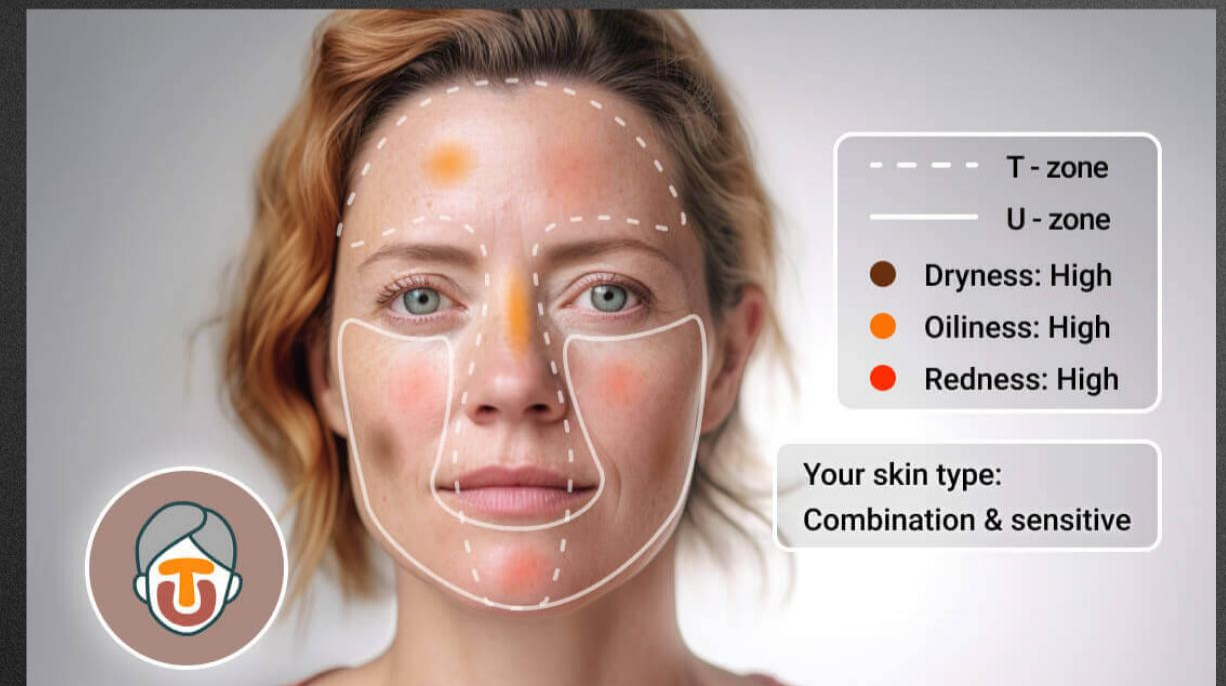 T - zone
U - zone
Dryness: High
Oiliness: High
Redness: High
Your skin type:
Combination & sensitive
T
U